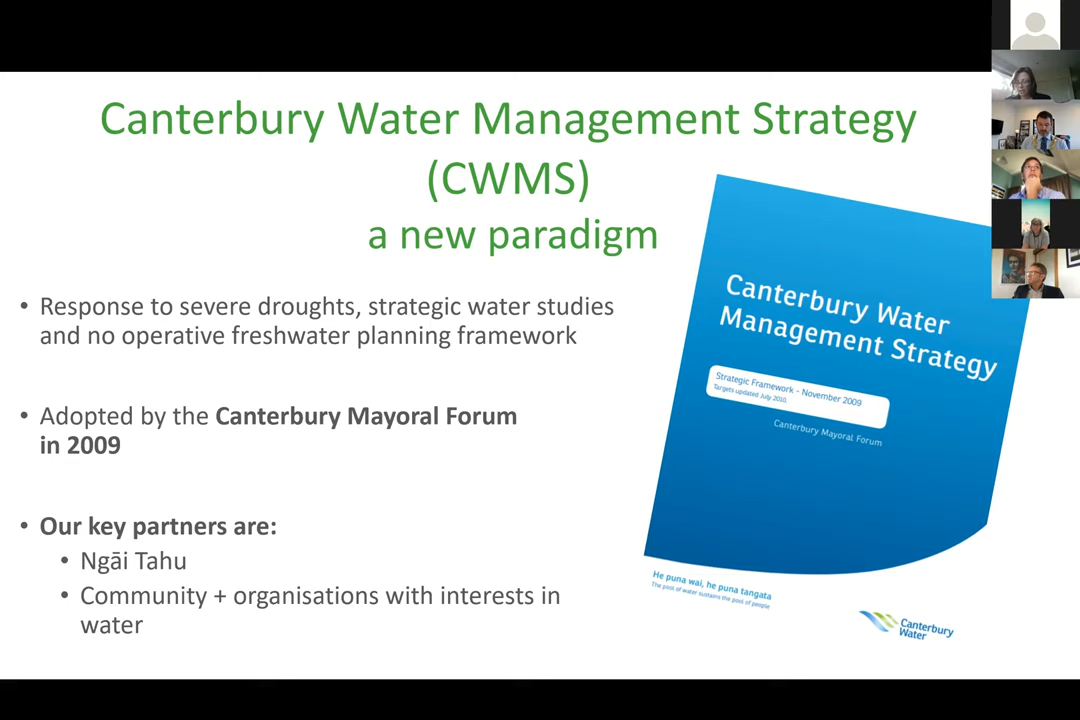 Canterbury Water Management Strategy
(CWMS)
a new paradigm
• Response to severe droughts, strategic water studies
and no operative freshwater planning framework
• Adopted by the Canterbury Mayoral Forum
in 2009
• Our key partners are:
• Ngāi Tahu
• Community + organisations with interests in
water
Canterbury Water
Management Strategy
Strategic Framework - November 2009
Targets updated July 2010
Canterbury Mayoral Forum
He puna wai, he puna tangata
The pool of water sustains the pool of people
Canterbury
Water